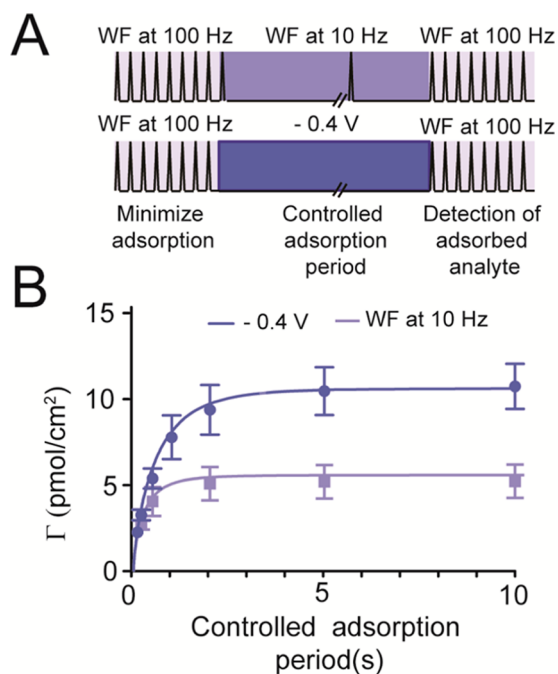 A
WF at 100 Hz WF at 10 Hz WF at 100 Hz
WF at 100 Hz - 0.4 V WF at 100 Hz
Minimize Controlled Detection of
adsorption adsorption adsorbed
period analyte
B
- 0.4 V WF at 10 Hz
15
10
5
0
Γ (pmol/cm²)
0 5 10
Controlled adsorption
period(s)